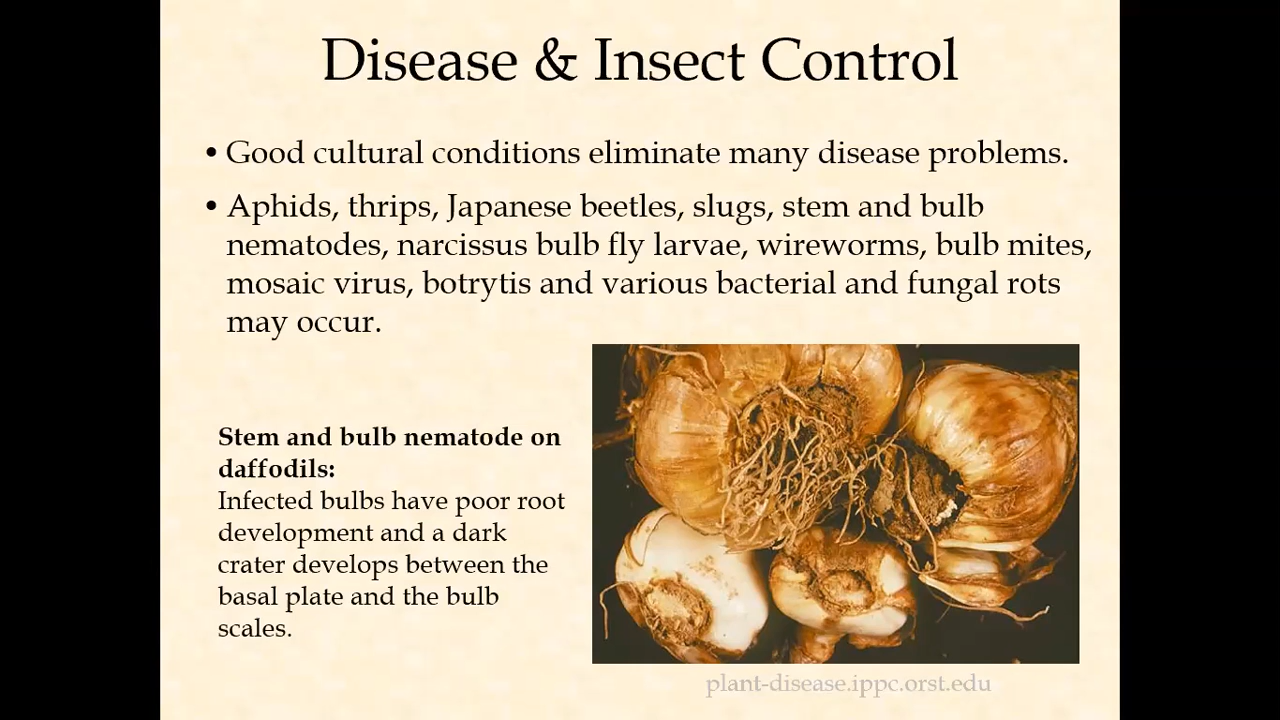 Disease & Insect Control
• Good cultural conditions eliminate many disease problems.
• Aphids, thrips, Japanese beetles, slugs, stem and bulb
nematodes, narcissus bulb fly larvae, wireworms, bulb mites,
mosaic virus, botrytis and various bacterial and fungal rots
may occur.
Stem and bulb nematode on
daffodils:
Infected bulbs have poor root
development and a dark
crater develops between the
basal plate and the bulb
scales.
plant-disease.ippc.orst.edu